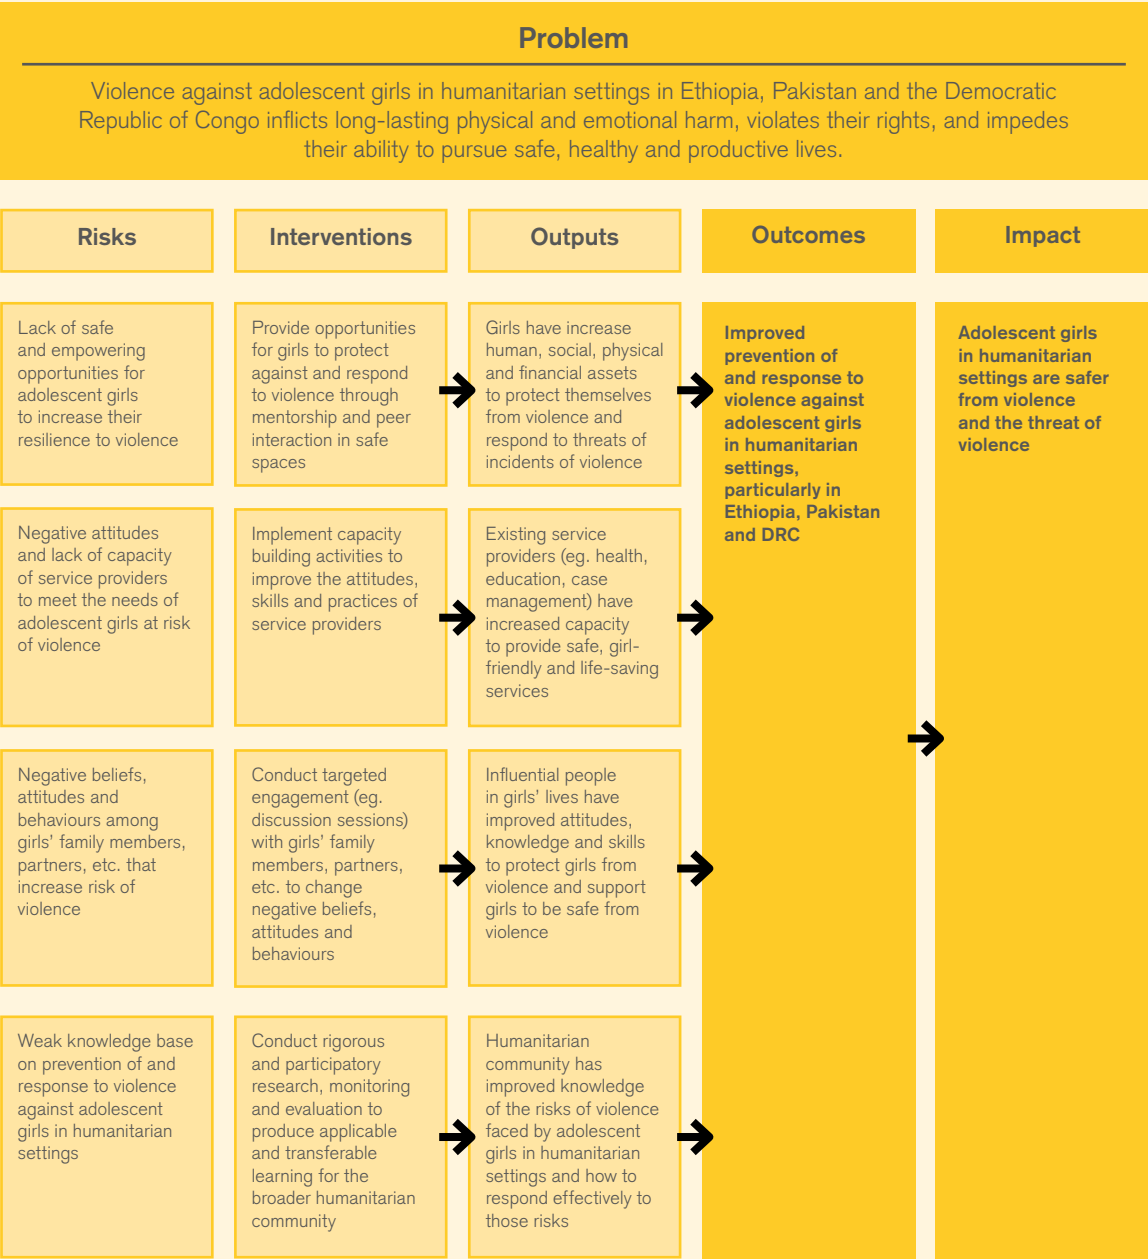 Problem
Violence against adolescent girls in humanitarian settings in Ethiopia, Pakistan and the Democratic
Republic of Congo inflicts long-lasting physical and emotional harm, violates their rights, and impedes
their ability to pursue safe, healthy and productive lives.
Risks
Interventions
Outputs
Outcomes
Impact
Lack of safe
and empowering
opportunities for
adolescent girls
to increase their
resilience to violence
Provide opportunities
for girls to protect
against and respond
to violence through
mentorship and peer
interaction in safe
spaces
Girls have increase
human, social, physical
and financial assets
to protect themselves
from violence and
respond to threats of
incidents of violence
Improved
prevention of
and response to
violence against
adolescent girls
in humanitarian
settings,
particularly in
Ethiopia, Pakistan
and DRC
Adolescent girls
in humanitarian
settings are safer
from violence
and the threat of
violence
Negative attitudes
and lack of capacity
of service providers
to meet the needs of
adolescent girls at risk
of violence
Implement capacity
building activities to
improve the attitudes,
skills and practices of
service providers
Existing service
providers (eg. health,
education, case
management) have
increased capacity
to provide safe, girl-
friendly and life-saving
services
Negative beliefs,
attitudes and
behaviours among
girls' family members,
partners, etc. that
increase risk of
violence
Conduct targeted
engagement (eg.
discussion sessions)
with girls' family
members, partners,
etc. to change
negative beliefs,
attitudes and
behaviours
Influential people
in girls' lives have
improved attitudes,
knowledge and skills
to protect girls from
violence and support
girls to be safe from
violence
Weak knowledge base
on prevention of and
response to violence
against adolescent
girls in humanitarian
settings
Conduct rigorous
and participatory
research, monitoring
and evaluation to
produce applicable
and transferable
learning for the
broader humanitarian
community
Humanitarian
community has
improved knowledge
of the risks of violence
faced by adolescent
girls in humanitarian
settings and how to
respond effectively to
those risks